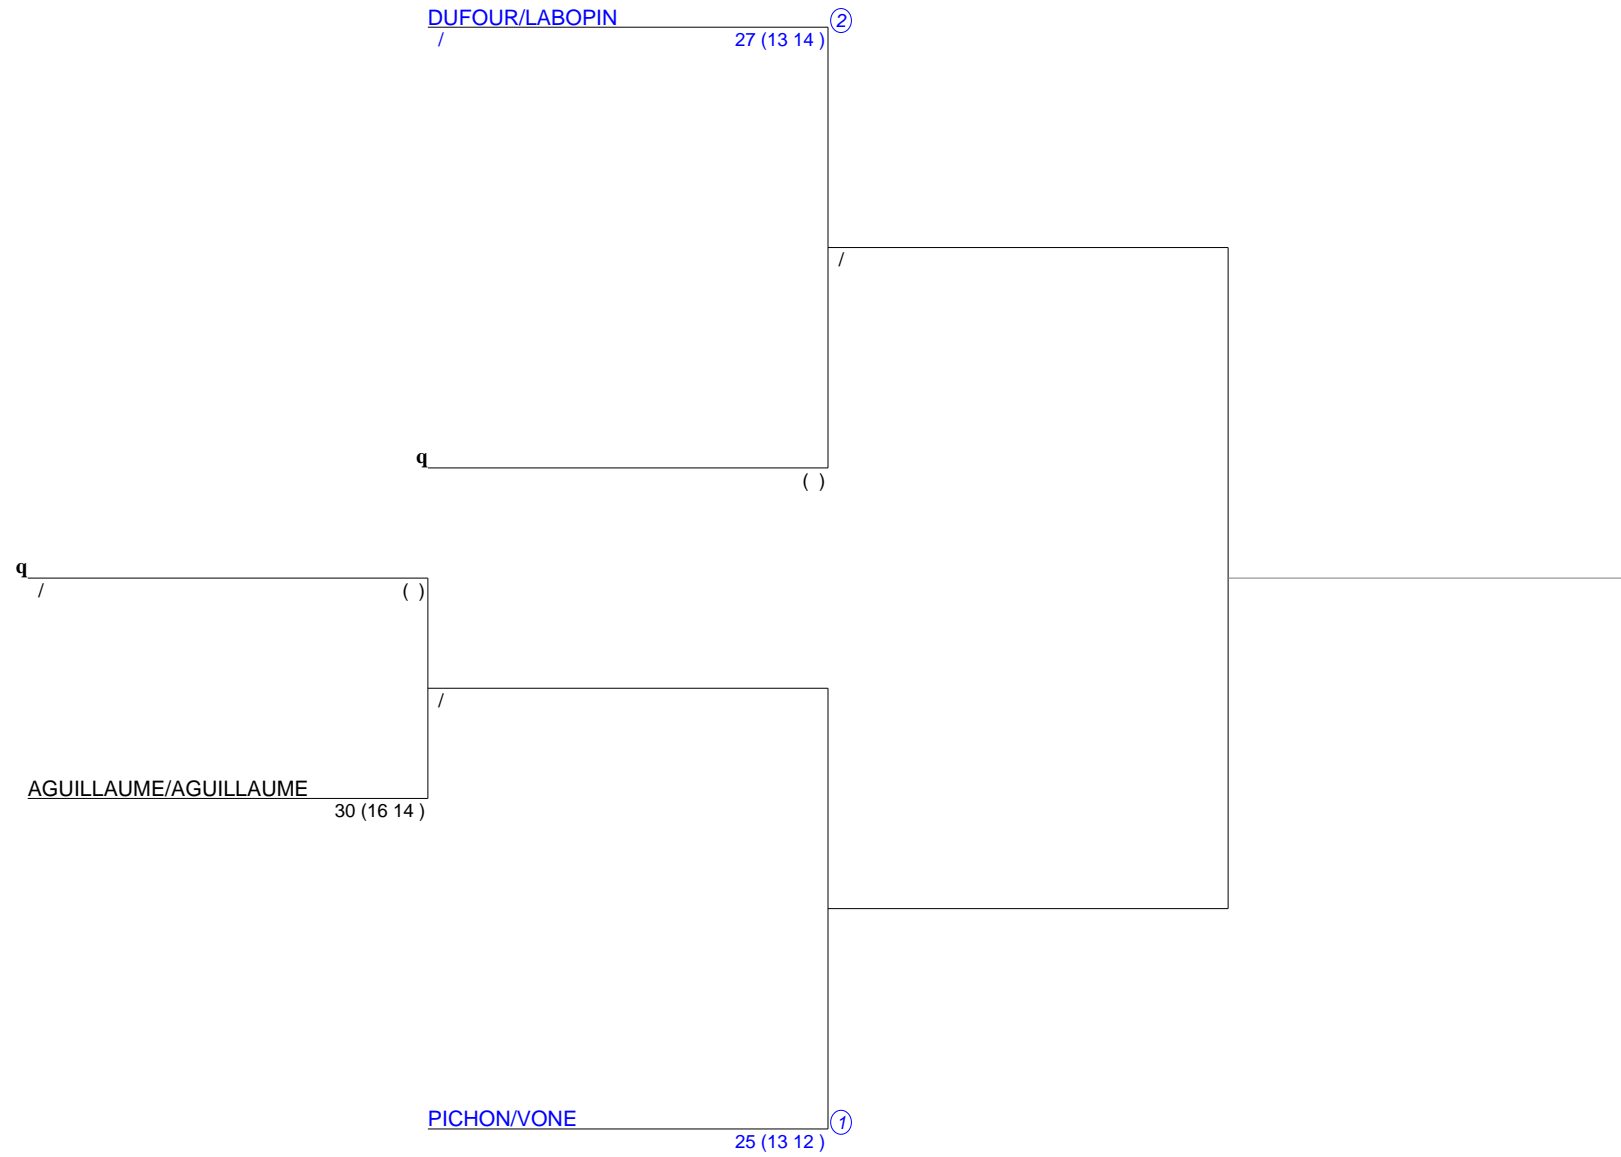 DUFOUR/LABOPIN 2
/ 27 (13 14 )
/
q
( )
q
/ ( )
/
AGUILLAUME/AGUILLAUME
30 (16 14 )
PICHON/VONE 1
25 (13 12 )